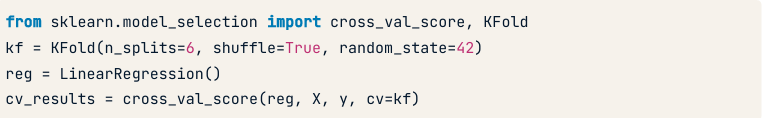 from sklearn.model_selection import cross_val_score, KFold
kf = KFold(n_splits=6, shuffle=True, random_state=42)
reg = LinearRegression()
cv_results = cross_val_score(reg, X, y, cv=kf)